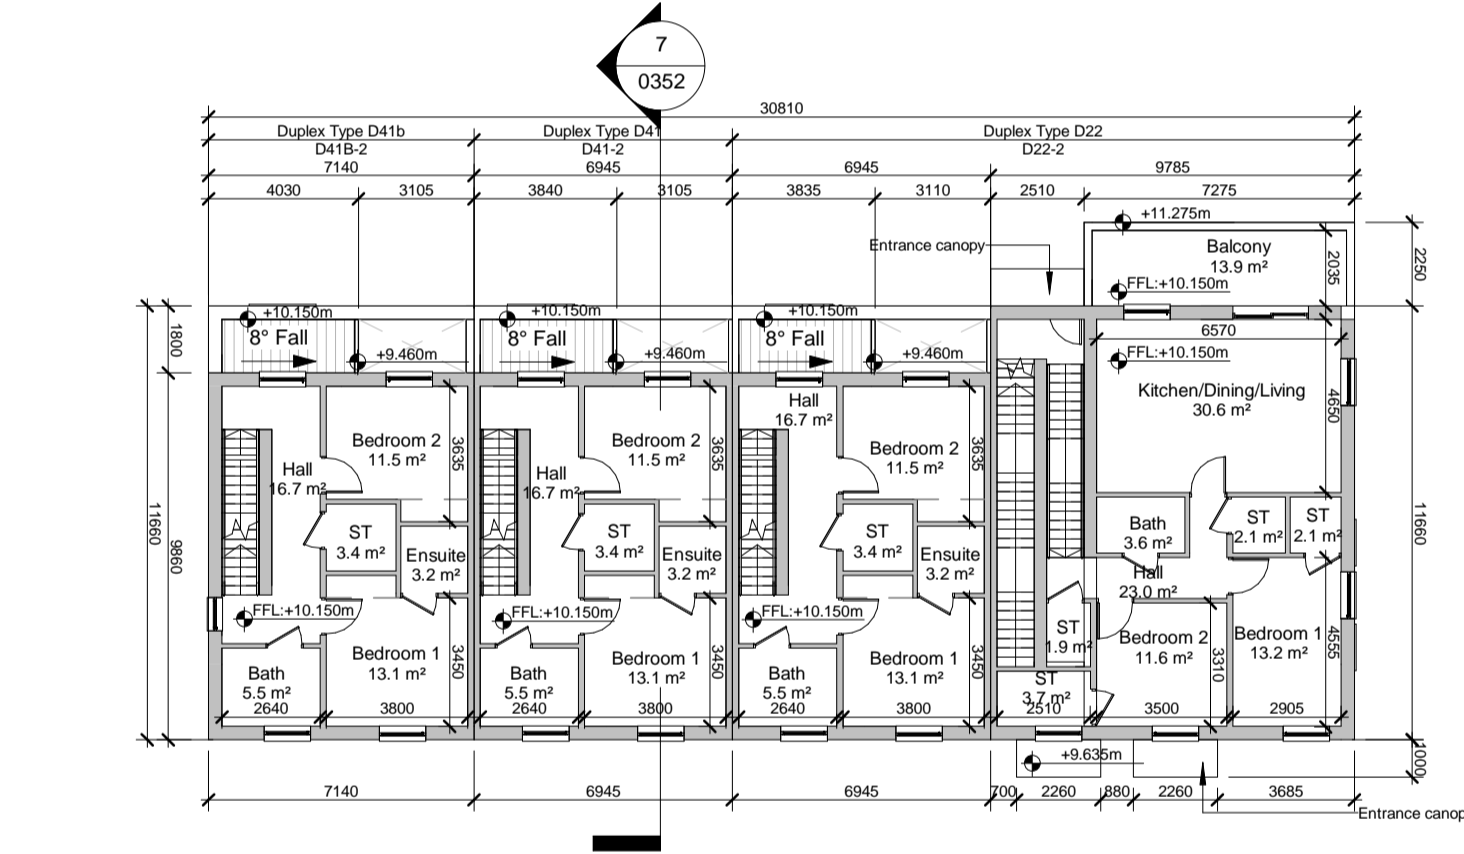 7
0352
30810
Duplex Type D41b
Duplex Type D41
Duplex Type D22
D41B-2
D41-2
D22-2
7140
6945
6945
9785
4030
3105
3840
3105
3835
3110
2510
7275
+11.275m
Entrance canopy
Balcony
13.9 m²
2035
2250
FFL:+10.150m
+10.150m
+10.150m
+10.150m
8° Fall
8° Fall
8° Fall
6570
1800
+9.460m
+9.460m
+9.460m
FFL:+10.150m
Kitchen/Dining/Living
30.6 m²
4650
Hall
16.7 m²
Bedroom 2
11.5 m²
3635
Bedroom 2
11.5 m²
3635
Bedroom 2
11.5 m²
3635
Hall
16.7 m²
Hall
16.7 m²
11660
9860
11660
ST
3.4 m²
ST
3.4 m²
ST
3.4 m²
Bath
3.6 m²
ST
2.1 m²
ST
2.1 m²
Ensuite
3.2 m²
Ensuite
3.2 m²
Ensuite
3.2 m²
Hall
23.0 m²
FFL:+10.150m
FFL:+10.150m
FFL:+10.150m
ST
1.9 m²
Bedroom 2
11.6 m²
3310
Bedroom 1
13.2 m²
4555
Bedroom 1
13.1 m²
3450
Bedroom 1
13.1 m²
3450
Bedroom 1
13.1 m²
3450
Bath
5.5 m²
Bath
5.5 m²
Bath
5.5 m²
ST
3.7 m²
2640
3800
2640
3800
2640
3800
2510
3500
2905
+9.635m
1000
7140
6945
6945
700
2260
880
2260
3685
Entrance canop